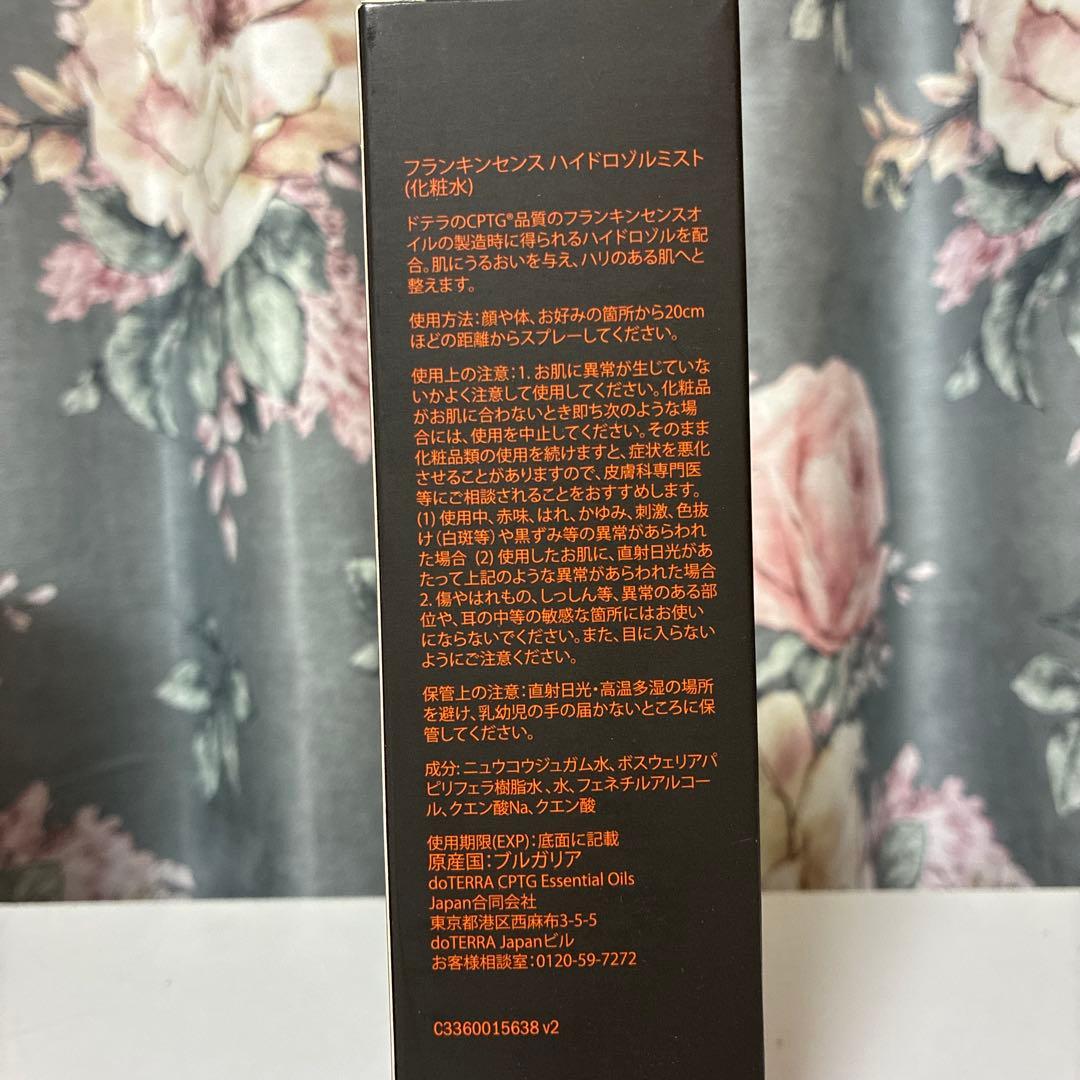 フランキンセンス ハイドロゾルミスト
(化粧水)
ドテラのCPTG®品質のフランキンセンスオ
イルの製造時に得られるハイドロゾルを配
合。肌にうるおいを与え、ハリのある肌へと
整えます。
使用方法：顔や体、お好みの箇所から20cm
ほどの距離からスプレーしてください。
使用上の注意：1. お肌に異常が生じていな
いかよく注意して使用してください。化粧品
がお肌に合わないとき即ち次のような場
合には、使用を中止してください。そのまま
化粧品類の使用を続けますと、症状を悪化
させることがありますので、皮膚科専門医
等にご相談されることをおすすめします。
(1) 使用中、赤味、はれ、かゆみ、刺激、色抜
け（白斑等）や黒ずみ等の異常があらわれ
た場合 (2) 使用したお肌に、直射日光があ
たって上記のような異常があらわれた場合
2. 傷やはれもの、しっしん等、異常のある部
位や、耳の中等の敏感な箇所にはお使い
にならないでください。また、目に入らない
ようにご注意ください。
保管上の注意：直射日光・高温多湿の場所
を避け、乳幼児の手の届かないところに保
管してください。
成分: ニュウコウジュガム水、ボスウェリアパ
ピリフェラ樹脂水、水、フェネチルアルコー
ル、クエン酸Na、クエン酸
使用期限(EXP)：底面に記載
原産国：ブルガリア
doTERRA CPTG Essential Oils
Japan合同会社
東京都港区西麻布3-5-5
doTERRA Japanビル
お客様相談室：0120-59-7272
C3360015638 v2